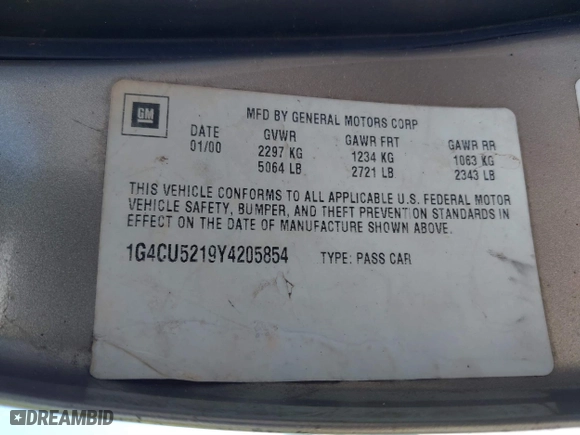 GM
MFD BY GENERAL MOTORS CORP
DATE GVWR GAWR FRT GAWR RR
01/00 2297 KG 1234 KG 1063 KG
5064 LB 2721 LB 2343 LB
THIS VEHICLE CONFORMS TO ALL APPLICABLE U.S. FEDERAL MOTOR
VEHICLE SAFETY, BUMPER, AND THEFT PREVENTION STANDARDS IN
EFFECT ON THE DATE OF MANUFACTURE SHOWN ABOVE.
1G4CU5219Y4205854 TYPE: PASS CAR
DREAMBID